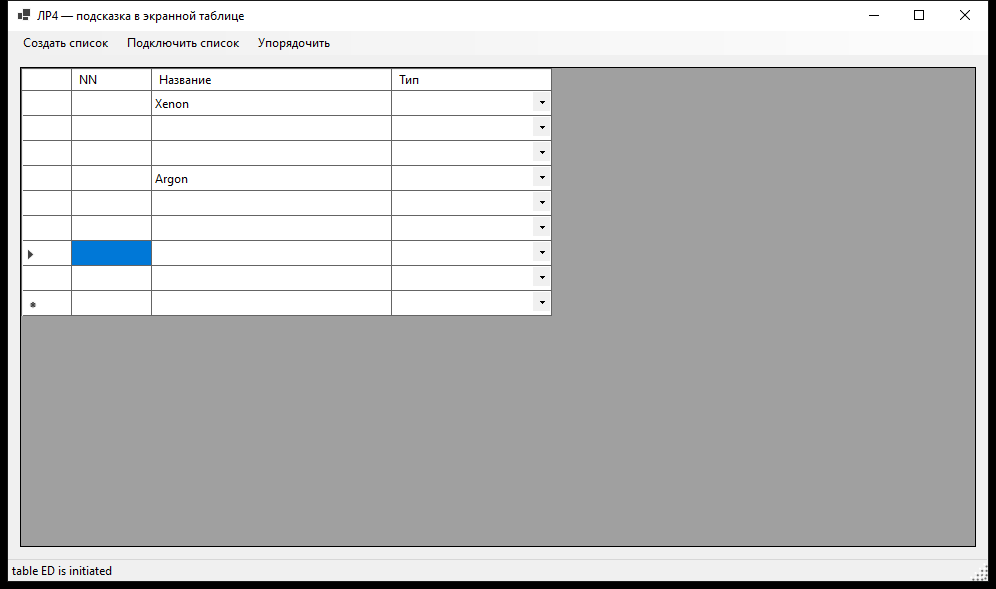 ЛР4 — подсказка в экранной таблице
Создать список Подключить список Упорядочить
NN Название Тип
Xenon
Argon
table ED is initiated